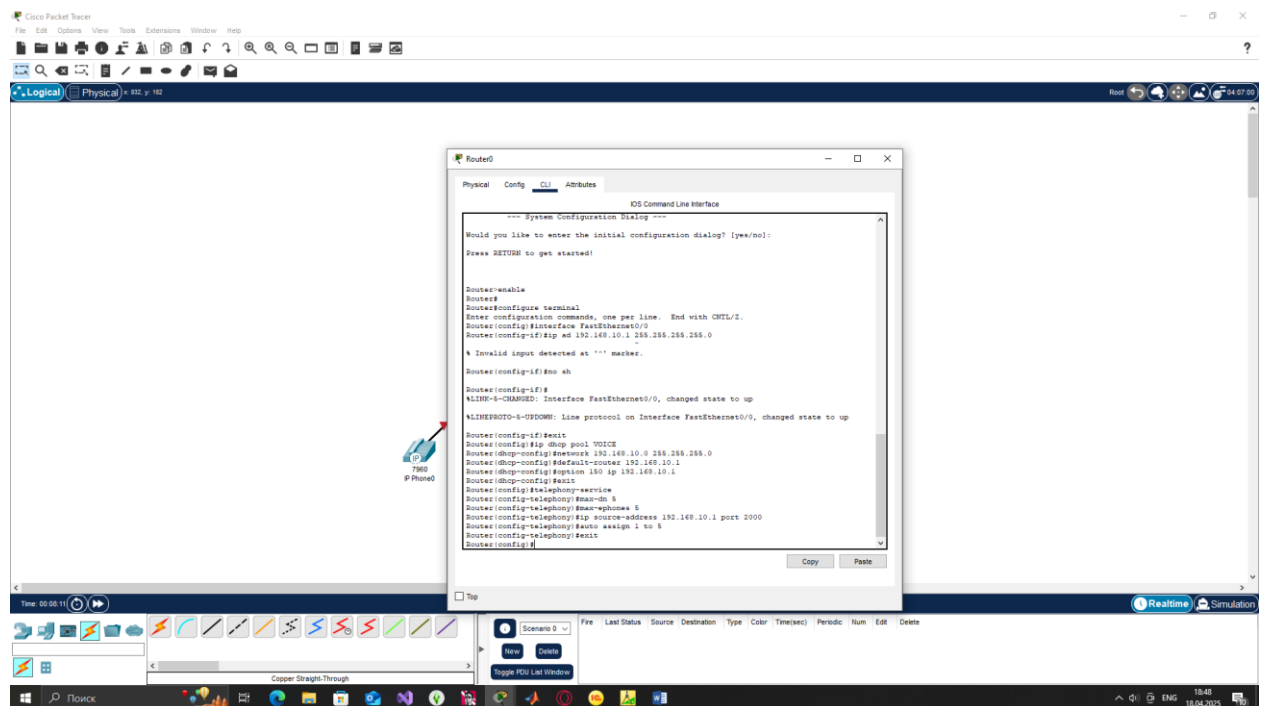 Cisco Packet Tracer
File Edit Options View Tools Extensions Window Help
?
Logical Physical x: 832, y: 192 Root 04:07:00
Router0
Physical Config CLI Attributes
IOS Command Line Interface
--- System Configuration Dialog ---
Would you like to enter the initial configuration dialog? [yes/no]:
Press RETURN to get started!
Router>enable
Router#
Router#configure terminal
Enter configuration commands, one per line. End with CNTL/Z.
Router(config)#interface FastEthernet0/0
Router(config-if)#ip ad 192.168.10.1 255.255.255.255.0
^
% Invalid input detected at '^' marker.
Router(config-if)#no sh
Router(config-if)#
%LINK-5-CHANGED: Interface FastEthernet0/0, changed state to up
%LINEPROTO-5-UPDOWN: Line protocol on Interface FastEthernet0/0, changed state to up
Router(config-if)#exit
Router(config)#ip dhcp pool VOICE
Router(dhcp-config)#network 192.168.10.0 255.255.255.0
Router(dhcp-config)#default-router 192.168.10.1
Router(dhcp-config)#option 150 ip 192.168.10.1
Router(dhcp-config)#exit
Router(config)#telephony-service
Router(config-telephony)#max-dn 5
Router(config-telephony)#max-ephones 5
Router(config-telephony)#ip source-address 192.168.10.1 port 2000
Router(config-telephony)#auto assign 1 to 5
Router(config-telephony)#exit
Router(config)#
IP
7960
IP Phone0
Copy Paste
Top
Time: 00:08:11 Realtime Simulation
Scenario 0
Fire Last Status Source Destination Type Color Time(sec) Periodic Num Edit Delete
New Delete
Toggle PDU List Window
Copper Straight-Through
Поиск
ENG
18:48
18.04.2025